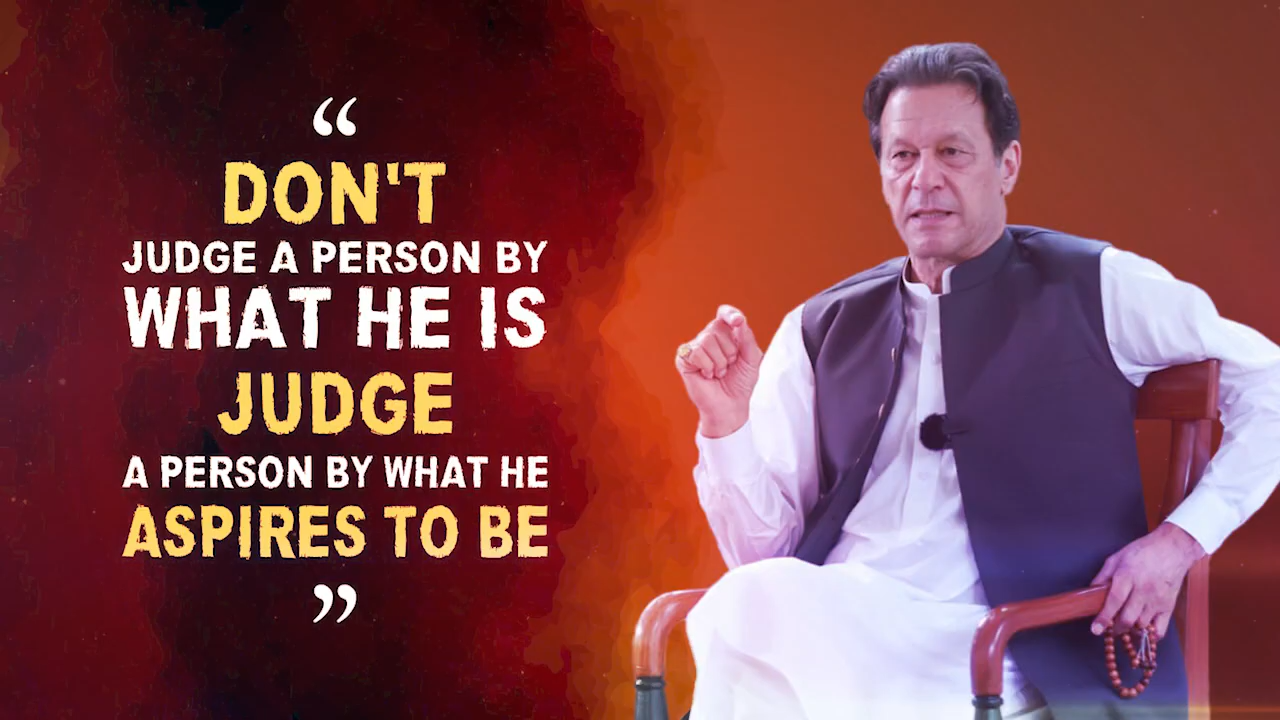 “
DON'T
JUDGE A PERSON BY
WHAT HE IS
JUDGE
A PERSON BY WHAT HE
ASPIRES TO BE
”